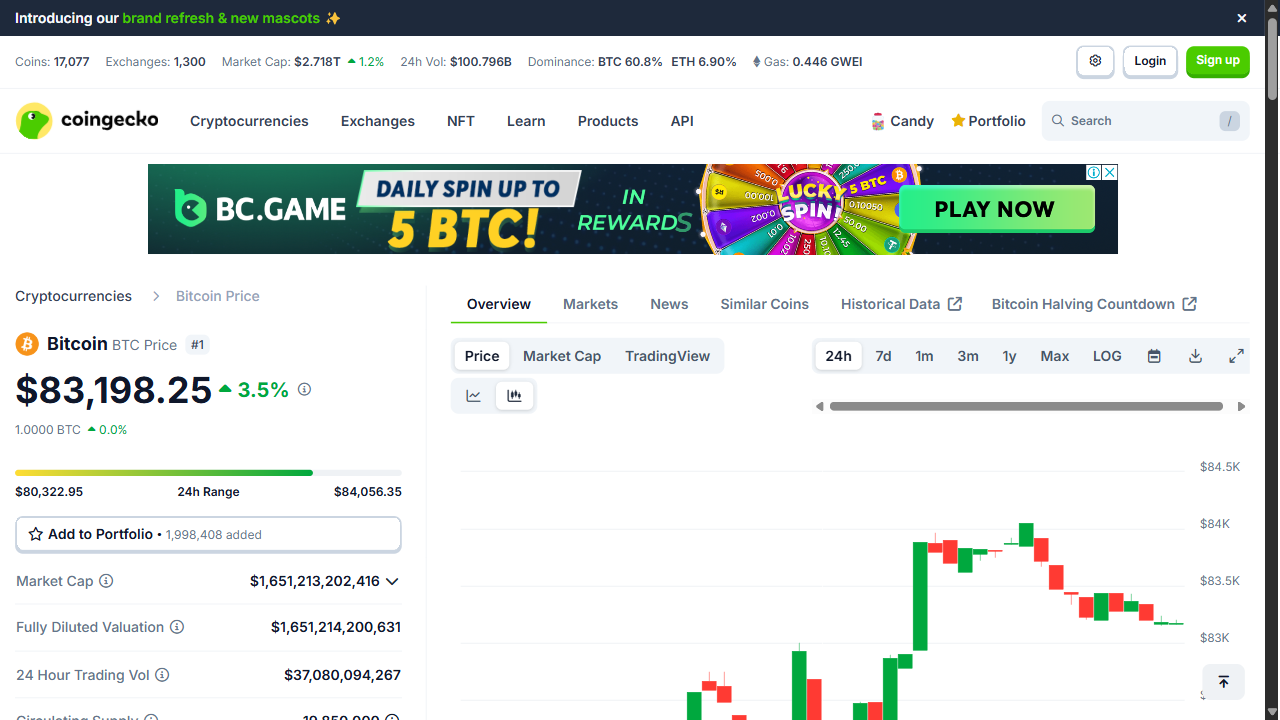 Introducing our brand refresh & new mascots ✨
Coins: 17,077 Exchanges: 1,300 Market Cap: $2.718T 1.2% 24h Vol: $100.796B Dominance: BTC 60.8% ETH 6.90% Gas: 0.446 GWEI
Login
Sign up
coingecko
Cryptocurrencies Exchanges NFT Learn Products API
Candy Portfolio
Search /
BC.GAME
DAILY SPIN UP TO
5 BTC!
IN
REWARDS
LUCKY
SPIN!
5 BTC
PLAY NOW
Cryptocurrencies Bitcoin Price
Overview Markets News Similar Coins Historical Data Bitcoin Halving Countdown
Bitcoin BTC Price #1
$83,198.25 3.5%
1.0000 BTC 0.0%
$80,322.95 24h Range $84,056.35
Add to Portfolio • 1,998,408 added
Market Cap $1,651,213,202,416
Fully Diluted Valuation $1,651,214,200,631
24 Hour Trading Vol $37,080,094,267
Circulating Supply 19,850,000
Price Market Cap TradingView
24h 7d 1m 3m 1y Max LOG
$84.5K
$84K
$83.5K
$83K